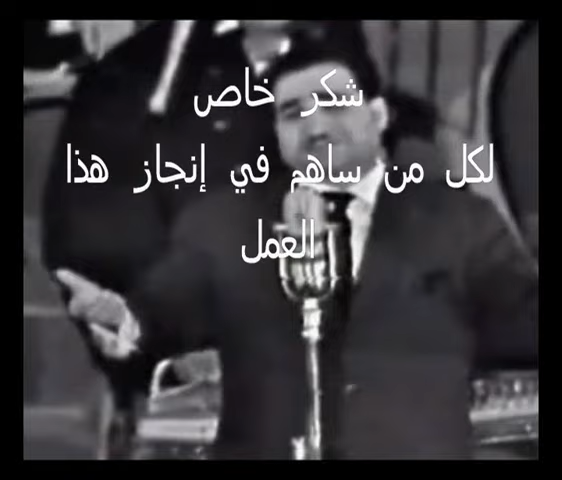 شكر خاص
لكل من ساهم في إنجاز هذا
العمل